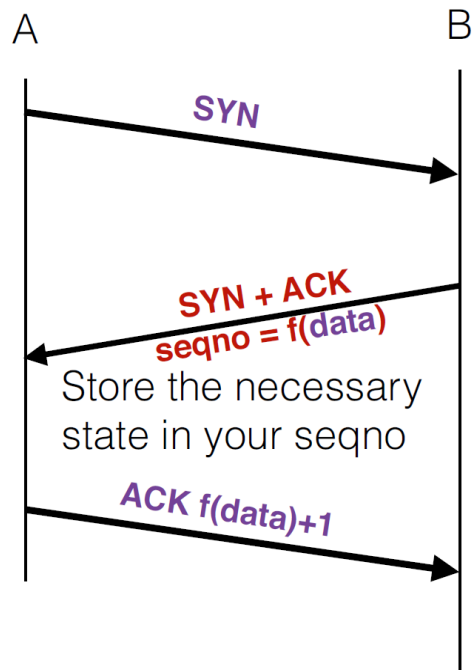 A
B
SYN
SYN + ACK
seqno = f(data)
Store the necessary
state in your seqno
ACK f(data)+1